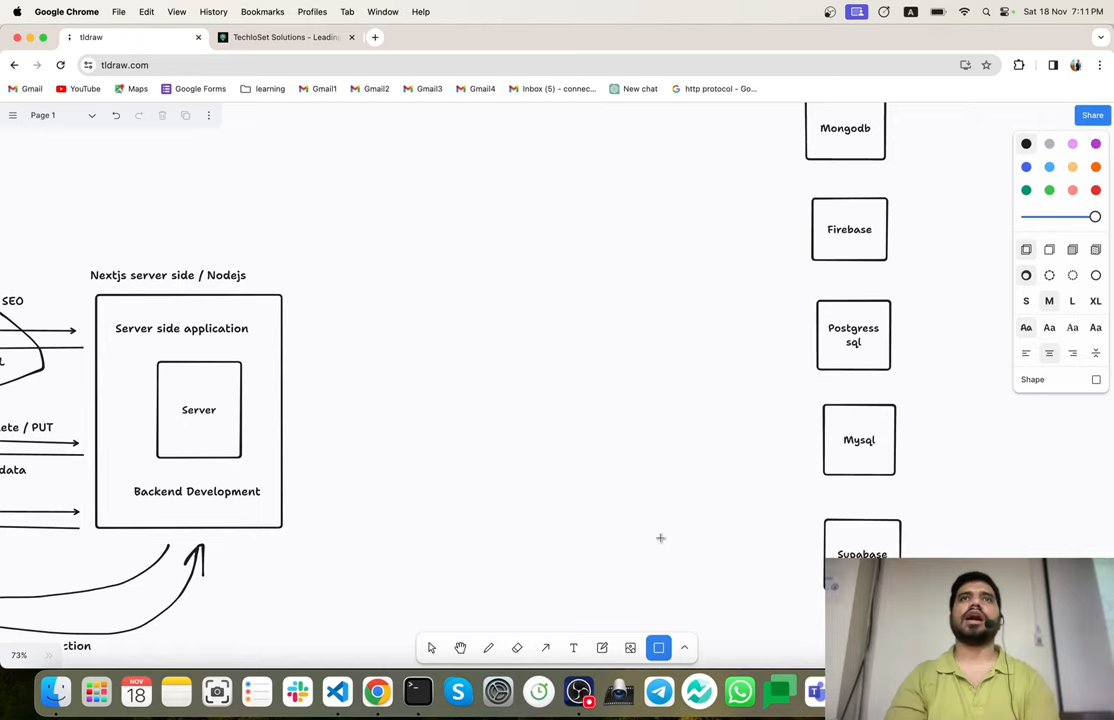 Google Chrome File Edit View History Bookmarks Profiles Tab Window Help
A
Sat 18 Nov 7:11 PM
tldraw
TechloSet Solutions - Leading
tldraw.com
Gmail YouTube Maps Google Forms learning Gmail1 Gmail2 Gmail3 Gmail4 Inbox (5) - connec... New chat http protocol - Go...
Page 1
Share
Mongodb
Firebase
Nextjs server side / Nodejs
SEO
Server side application
Postgress
sql
S M L XL
Aa Aa Aa Aa
Shape
Server
ete / PUT
Mysql
data
Backend Development
Supabase
ction
73%
T
NOV
18